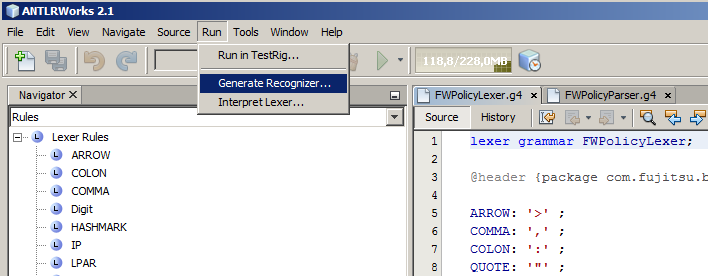 ANTLRWorks 2.1
File Edit View Navigate Source Run Tools Window Help
Run in TestRig...
118,8/228,0MB
Generate Recognizer...
Interpret Lexer...
Navigator
FWPolicyLexer.g4 FWPolicyParser.g4
Rules
Source History
Lexer Rules
ARROW
COLON
COMMA
Digit
HASHMARK
IP
LPAR
1 lexer grammar FWPolicyLexer;
2
3 @header {package com.fujitsu.b
4
5 ARROW: '>' ;
6 COMMA: ',' ;
7 COLON: ':' ;
8 QUOTE: '"' ;